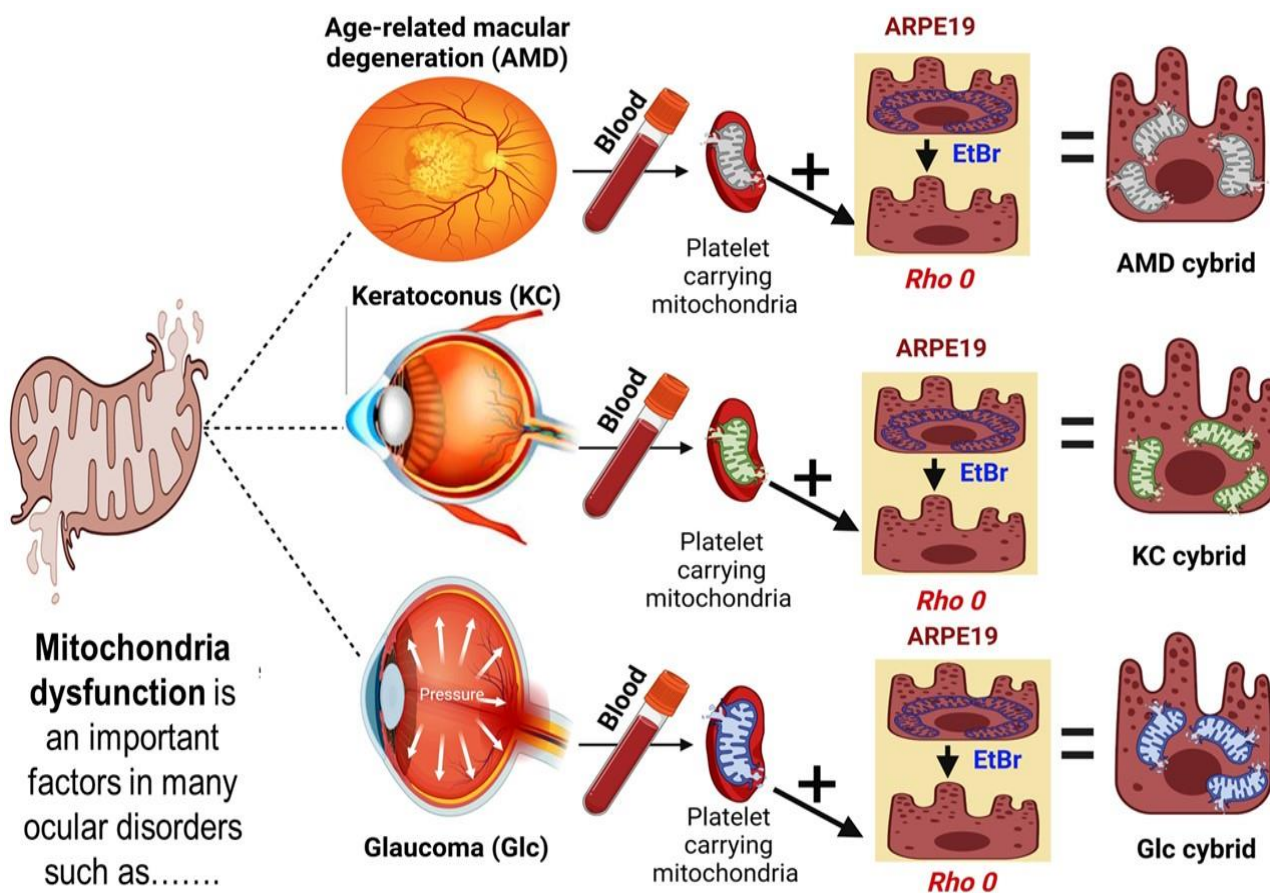 Age-related macular
degeneration (AMD)
Blood
Platelet
carrying
mitochondria
+
ARPE19
EtBr
Rho 0
=
AMD cybrid
Keratoconus (KC)
Blood
Platelet
carrying
mitochondria
+
ARPE19
EtBr
Rho 0
=
KC cybrid
Mitochondria
dysfunction is
an important
factors in many
ocular disorders
such as.......
Pressure
Glaucoma (Glc)
Blood
Platelet
carrying
mitochondria
+
ARPE19
EtBr
Rho 0
=
Glc cybrid